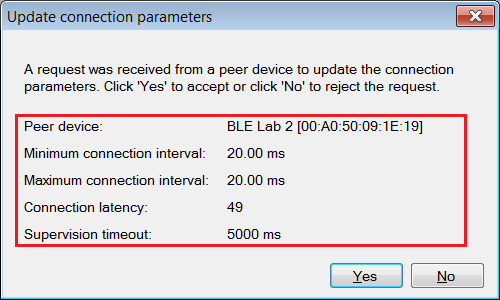 Update connection parameters
A request was received from a peer device to update the connection
parameters. Click 'Yes' to accept or click 'No' to reject the request.
Peer device: BLE Lab 2 [00:A0:50:09:1E:19]
Minimum connection interval: 20.00 ms
Maximum connection interval: 20.00 ms
Connection latency: 49
Supervision timeout: 5000 ms
Yes No